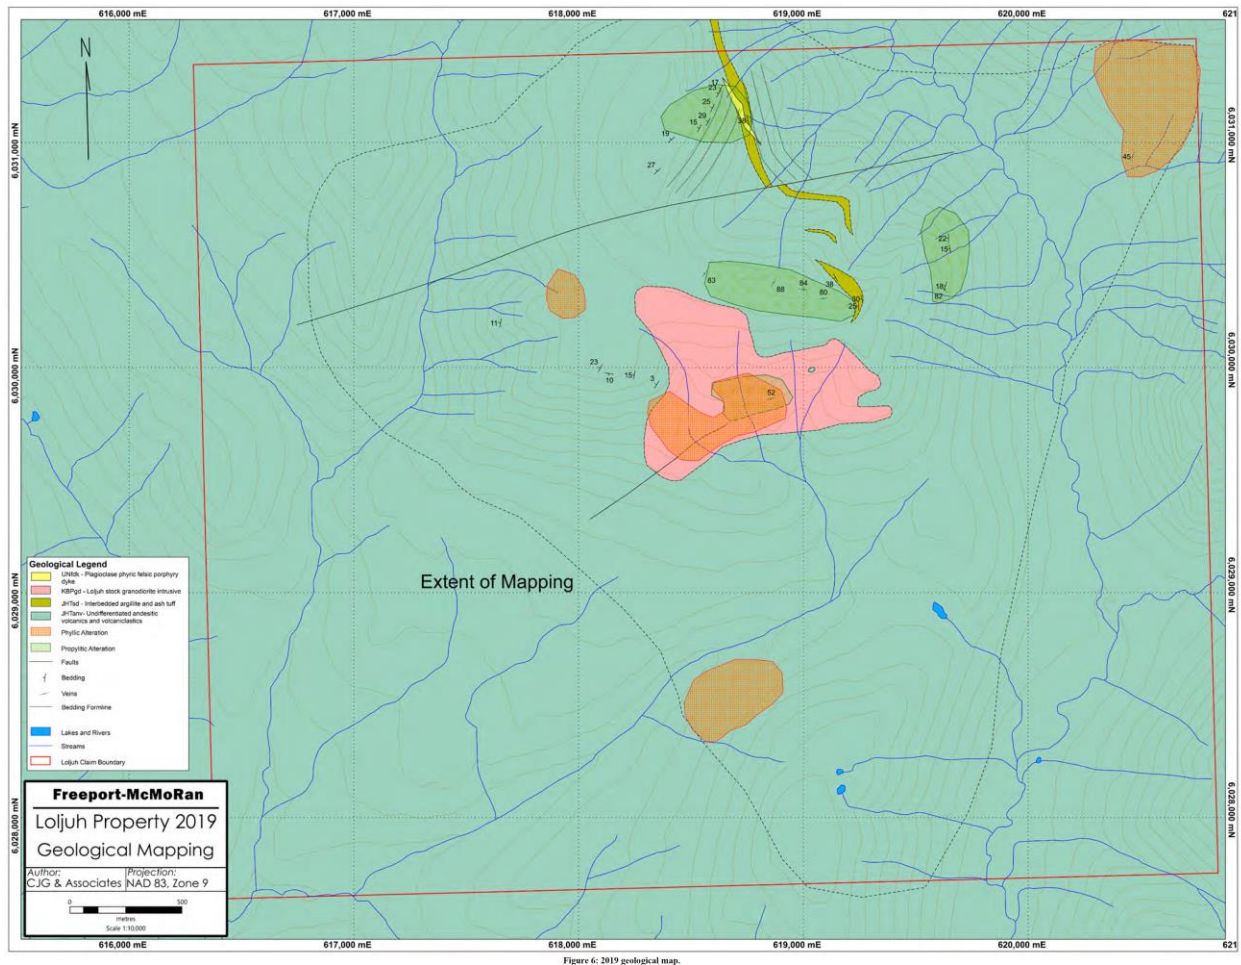 616,000 mE 617,000 mE 618,000 mE 619,000 mE 620,000 mE 621
N
17
23
25
29
15
38
19
6,031,000 mN
6,031,000 mN
45
27
22
15
83
84
38
88
80
18
82
30
25
11
23
10
15
3
6,030,000 mN
6,030,000 mN
52
Extent of Mapping
6,029,000 mN
6,029,000 mN
Geological Legend
UNfdk - Plagioclase phyric felsic porphyry
dyke
KBPgd - Loljuh stock granodiorite intrusive
JHTsd - Interbedded argillite and ash tuff
JHTanv- Undifferentiated andesitic
volcanics and volcaniclastics
Phyllic Alteration
Propylitic Alteration
Faults
Bedding
Veins
Bedding Formline
Lakes and Rivers
Streams
Loljuh Claim Boundary
6,028,000 mN
6,028,000 mN
Freeport-McMoRan
Loljuh Property 2019
Geological Mapping
Author: Projection:
CJG & Associates NAD 83, Zone 9
0 500
metres
Scale 1:10,000
616,000 mE 617,000 mE 618,000 mE 619,000 mE 620,000 mE 621
Figure 6: 2019 geological map.